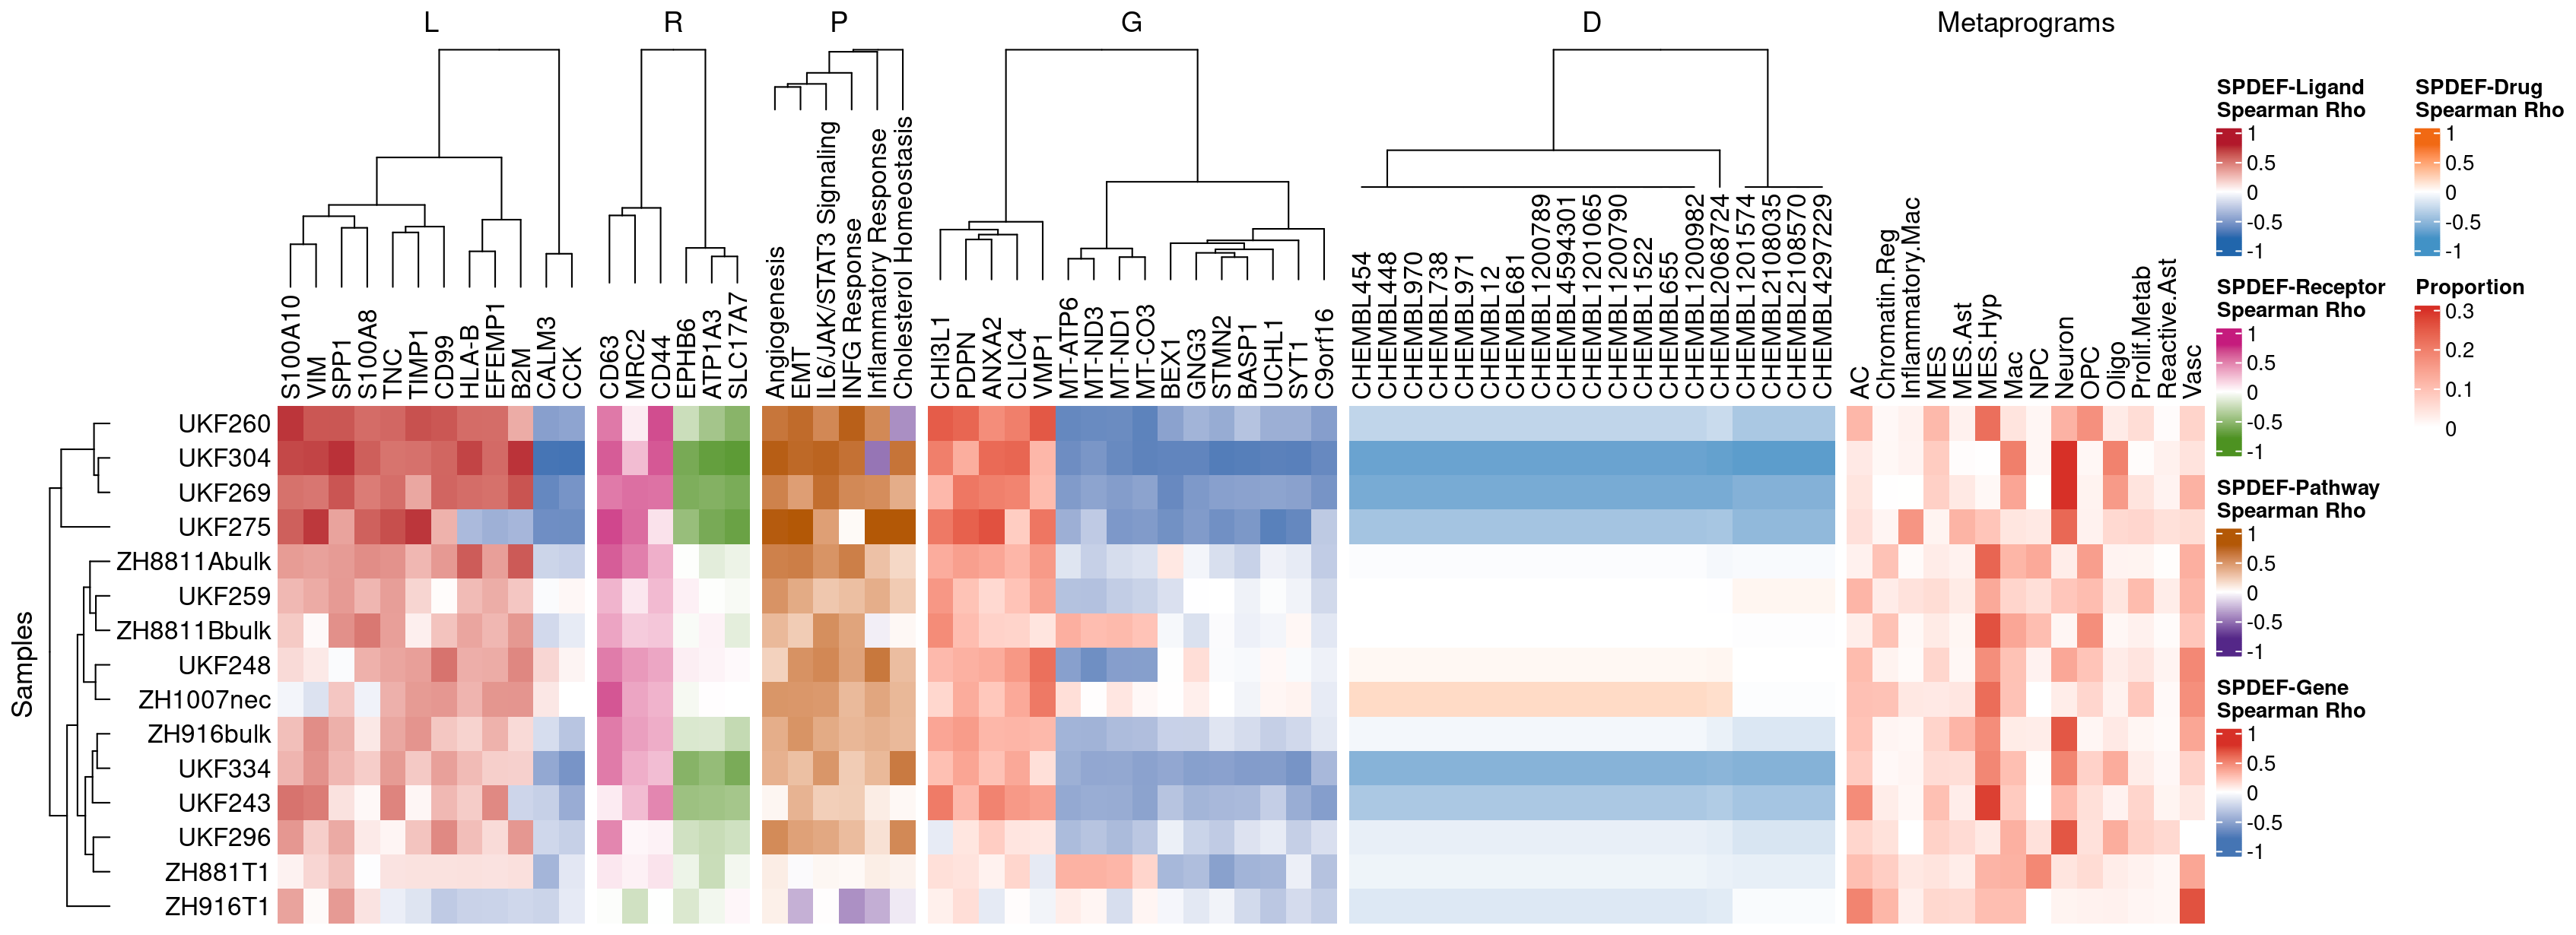 L R P G D Metaprograms
S100A10
VIM
SPP1
S100A8
TNC
TIMP1
CD99
HLA-B
EFEMP1
B2M
CALM3
CCK
CD63
MRC2
CD44
EPHB6
ATP1A3
SLC17A7
Angiogenesis
EMT
IL6/JAK/STAT3 Signaling
INFG Response
Inflammatory Response
Cholesterol Homeostasis
CHI3L1
PDPN
ANXA2
CLIC4
VMP1
MT-ATP6
MT-ND3
MT-ND1
MT-CO3
BEX1
GNG3
STMN2
BASP1
UCHL1
SYT1
C9orf16
CHEMBL454
CHEMBL448
CHEMBL970
CHEMBL738
CHEMBL971
CHEMBL12
CHEMBL681
CHEMBL1200789
CHEMBL4594301
CHEMBL1201065
CHEMBL1200790
CHEMBL1522
CHEMBL655
CHEMBL1200982
CHEMBL2068724
CHEMBL1201574
CHEMBL2108035
CHEMBL2108570
CHEMBL4297229
AC
Chromatin.Reg
Inflammatory.Mac
MES
MES.Ast
MES.Hyp
Mac
NPC
Neuron
OPC
Oligo
Prolif.Metab
Reactive.Ast
Vasc
Samples
UKF260
UKF304
UKF269
UKF275
ZH8811Abulk
UKF259
ZH8811Bbulk
UKF248
ZH1007nec
ZH916bulk
UKF334
UKF243
UKF296
ZH881T1
ZH916T1
SPDEF-Ligand
Spearman Rho
1
0.5
0
-0.5
-1
SPDEF-Receptor
Spearman Rho
1
0.5
0
-0.5
-1
SPDEF-Pathway
Spearman Rho
1
0.5
0
-0.5
-1
SPDEF-Gene
Spearman Rho
1
0.5
0
-0.5
-1
SPDEF-Drug
Spearman Rho
1
0.5
0
-0.5
-1
Proportion
0.3
0.2
0.1
0